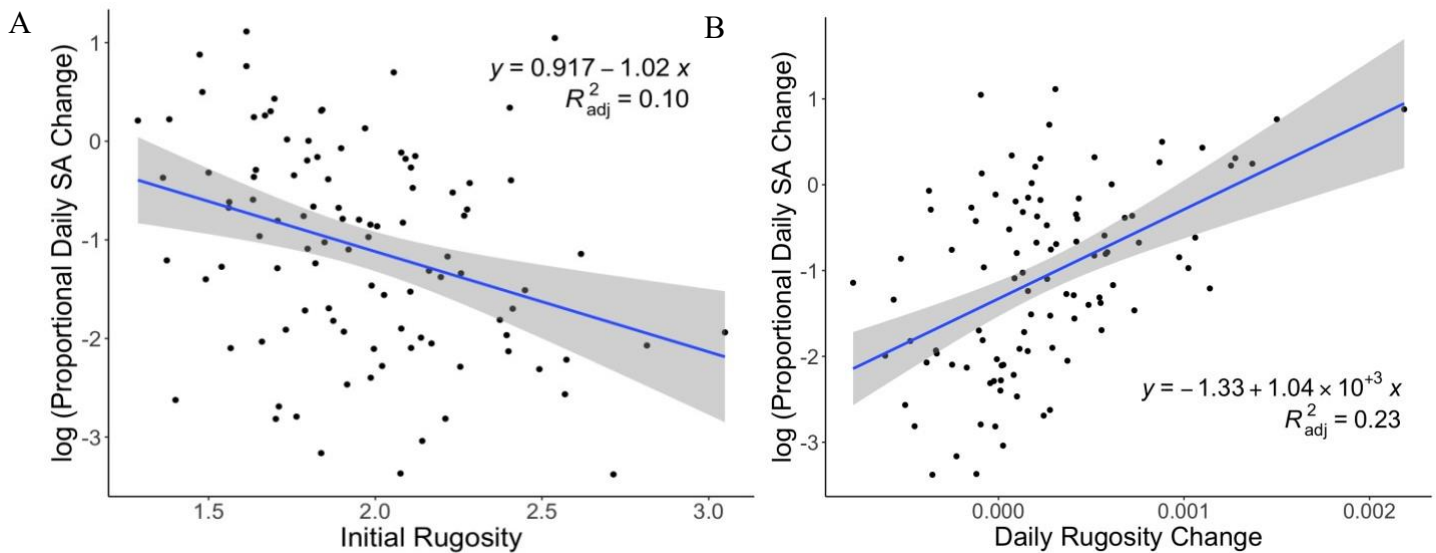 A
B
log (Proportional Daily SA Change)
1
0
-1
-2
-3
y = 0.917 − 1.02 x
R²adj = 0.10
1.5 2.0 2.5 3.0
Initial Rugosity
log (Proportional Daily SA Change)
1
0
-1
-2
-3
y = − 1.33 + 1.04 × 10⁺³ x
R²adj = 0.23
0.000 0.001 0.002
Daily Rugosity Change